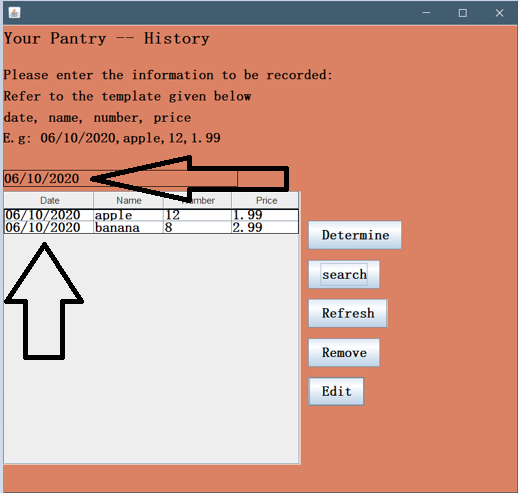 Your Pantry -- History
Please enter the information to be recorded:
Refer to the template given below
date, name, number, price
E.g: 06/10/2020,apple,12,1.99
06/10/2020
Date Name Number Price
06/10/2020 apple 12 1.99
06/10/2020 banana 8 2.99
Determine
search
Refresh
Remove
Edit